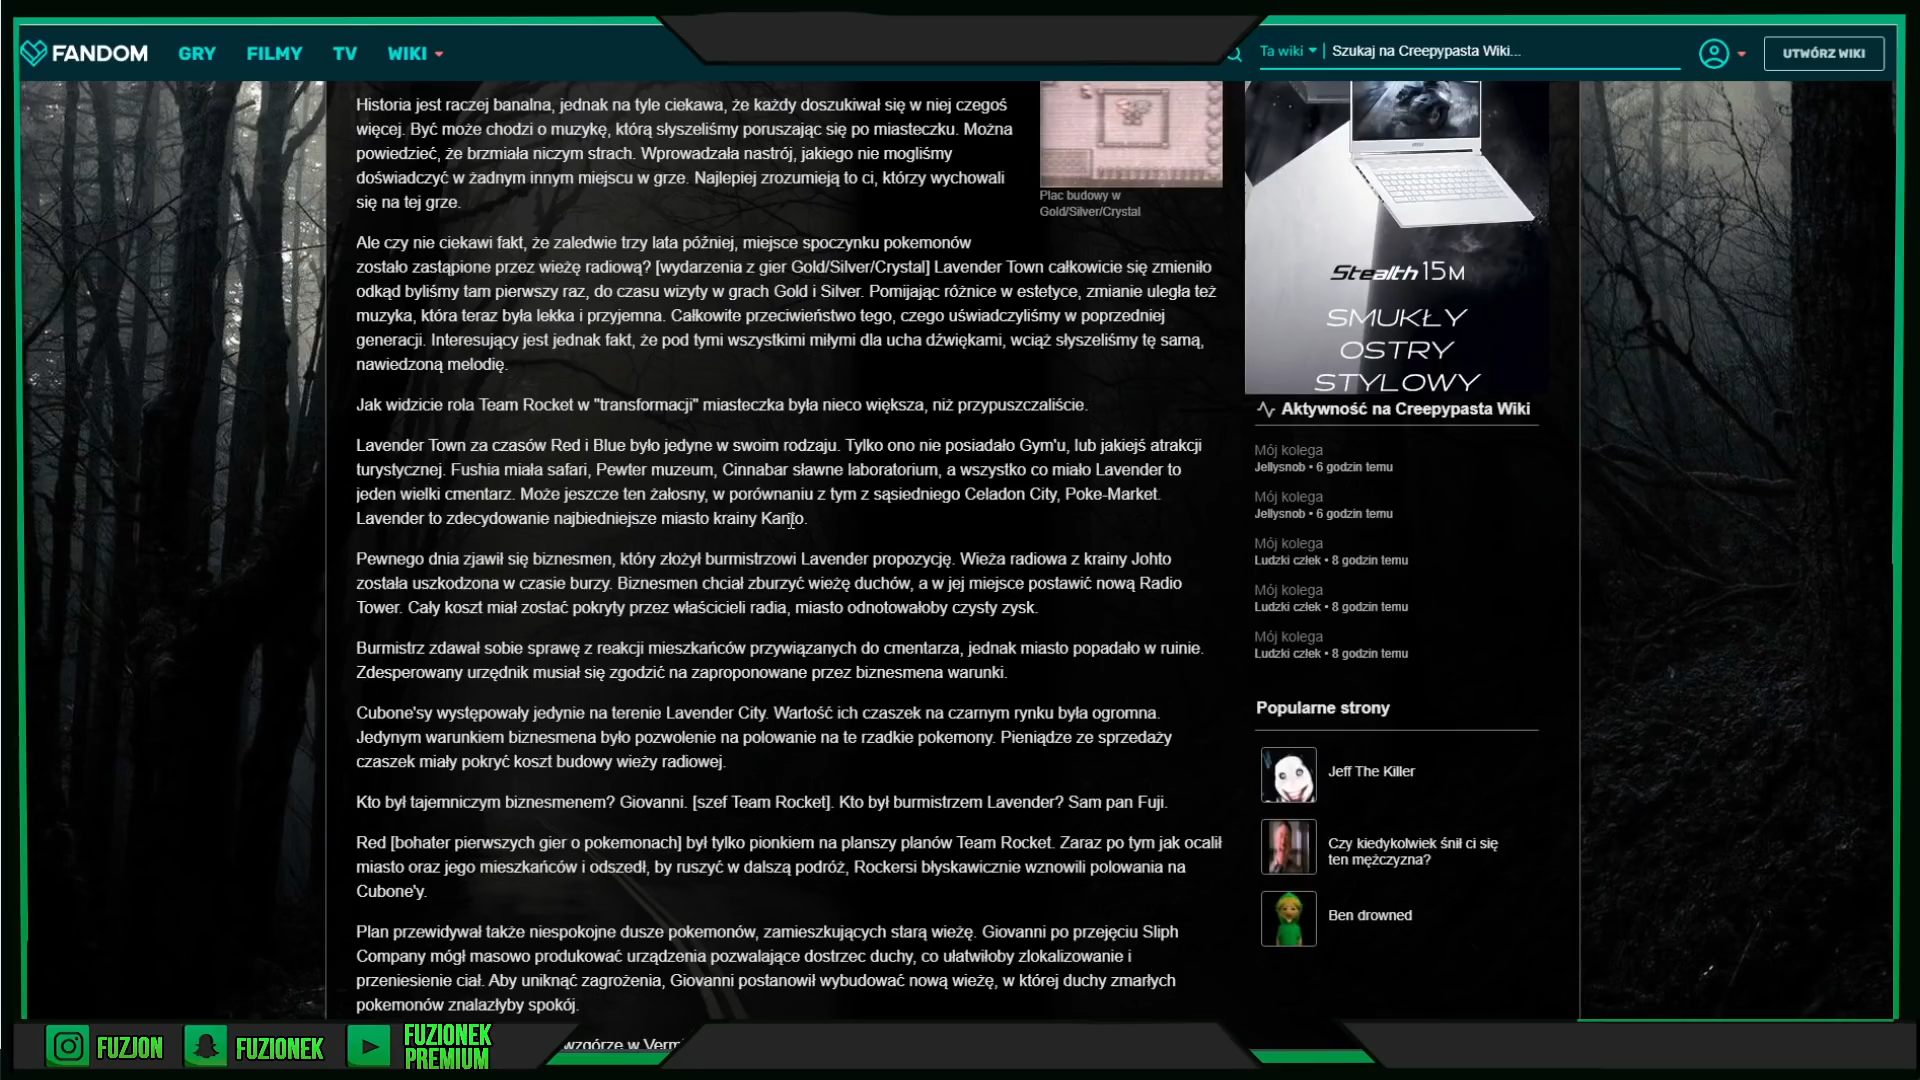 FANDOM
GRY
FILMY
TV
WIKI
Ta wiki
Szukaj na Creepypasta Wiki...
UTWÓRZ WIKI
Historia jest raczej banalna, jednak na tyle ciekawa, że każdy doszukiwał się w niej czegoś
więcej. Być może chodzi o muzykę, którą słyszeliśmy poruszając się po miasteczku. Można
powiedzieć, że brzmiała niczym strach. Wprowadzała nastrój, jakiego nie mogliśmy
doświadczyć w żadnym innym miejscu w grze. Najlepiej zrozumieją to ci, którzy wychowali
się na tej grze.
Plac budowy w
Gold/Silver/Crystal
Ale czy nie ciekawi fakt, że zaledwie trzy lata później, miejsce spoczynku pokemonów
zostało zastąpione przez wieżę radiową? [wydarzenia z gier Gold/Silver/Crystal] Lavender Town całkowicie się zmieniło
odkąd byliśmy tam pierwszy raz, do czasu wizyty w grach Gold i Silver. Pomijając różnice w estetyce, zmianie uległa też
muzyka, która teraz była lekka i przyjemna. Całkowite przeciwieństwo tego, czego uświadczyliśmy w poprzedniej
generacji. Interesujący jest jednak fakt, że pod tymi wszystkimi miłymi dla ucha dźwiękami, wciąż słyszeliśmy tę samą,
nawiedzoną melodię.
Jak widzicie rola Team Rocket w "transformacji" miasteczka była nieco większa, niż przypuszczaliście.
Lavender Town za czasów Red i Blue było jedyne w swoim rodzaju. Tylko ono nie posiadało Gym'u, lub jakiejś atrakcji
turystycznej. Fushia miała safari, Pewter muzeum, Cinnabar sławne laboratorium, a wszystko co miało Lavender to
jeden wielki cmentarz. Może jeszcze ten żałosny, w porównaniu z tym z sąsiedniego Celadon City, Poke-Market.
Lavender to zdecydowanie najbiedniejsze miasto krainy Kanto.
Pewnego dnia zjawił się biznesmen, który złożył burmistrzowi Lavender propozycję. Wieża radiowa z krainy Johto
została uszkodzona w czasie burzy. Biznesmen chciał zburzyć wieżę duchów, a w jej miejsce postawić nową Radio
Tower. Cały koszt miał zostać pokryty przez właścicieli radia, miasto odnotowałoby czysty zysk.
Burmistrz zdawał sobie sprawę z reakcji mieszkańców przywiązanych do cmentarza, jednak miasto popadało w ruinie.
Zdesperowany urzędnik musiał się zgodzić na zaproponowane przez biznesmena warunki.
Cubone'sy występowały jedynie na terenie Lavender City. Wartość ich czaszek na czarnym rynku była ogromna.
Jedynym warunkiem biznesmena było pozwolenie na polowanie na te rzadkie pokemony. Pieniądze ze sprzedaży
czaszek miały pokryć koszt budowy wieży radiowej.
Kto był tajemniczym biznesmenem? Giovanni. [szef Team Rocket]. Kto był burmistrzem Lavender? Sam pan Fuji.
Red [bohater pierwszych gier o pokemonach] był tylko pionkiem na planszy planów Team Rocket. Zaraz po tym jak ocalił
miasto oraz jego mieszkańców i odszedł, by ruszyć w dalszą podróż, Rockersi błyskawicznie wznowili polowania na
Cubone'y.
Plan przewidywał także niespokojne dusze pokemonów, zamieszkujących starą wieżę. Giovanni po przejęciu Sliph
Company mógł masowo produkować urządzenia pozwalające dostrzec duchy, co ułatwiłoby zlokalizowanie i
przeniesienie ciał. Aby uniknąć zagrożenia, Giovanni postanowił wybudować nową wieżę, w której duchy zmarłych
pokemonów znalazłyby spokój.
wzgórze w
Stealth 15M
SMUKŁY
OSTRY
STYLOWY
Aktywność na Creepypasta Wiki
Mój kolega
Jellysnob • 6 godzin temu
Mój kolega
Jellysnob • 6 godzin temu
Mój kolega
Ludzki człek • 8 godzin temu
Mój kolega
Ludzki człek • 8 godzin temu
Mój kolega
Ludzki człek • 8 godzin temu
Popularne strony
Jeff The Killer
Czy kiedykolwiek śnił ci się
ten mężczyzna?
Ben drowned
FUZJON
FUZIONEK
FUZIONEK
PREMIUM